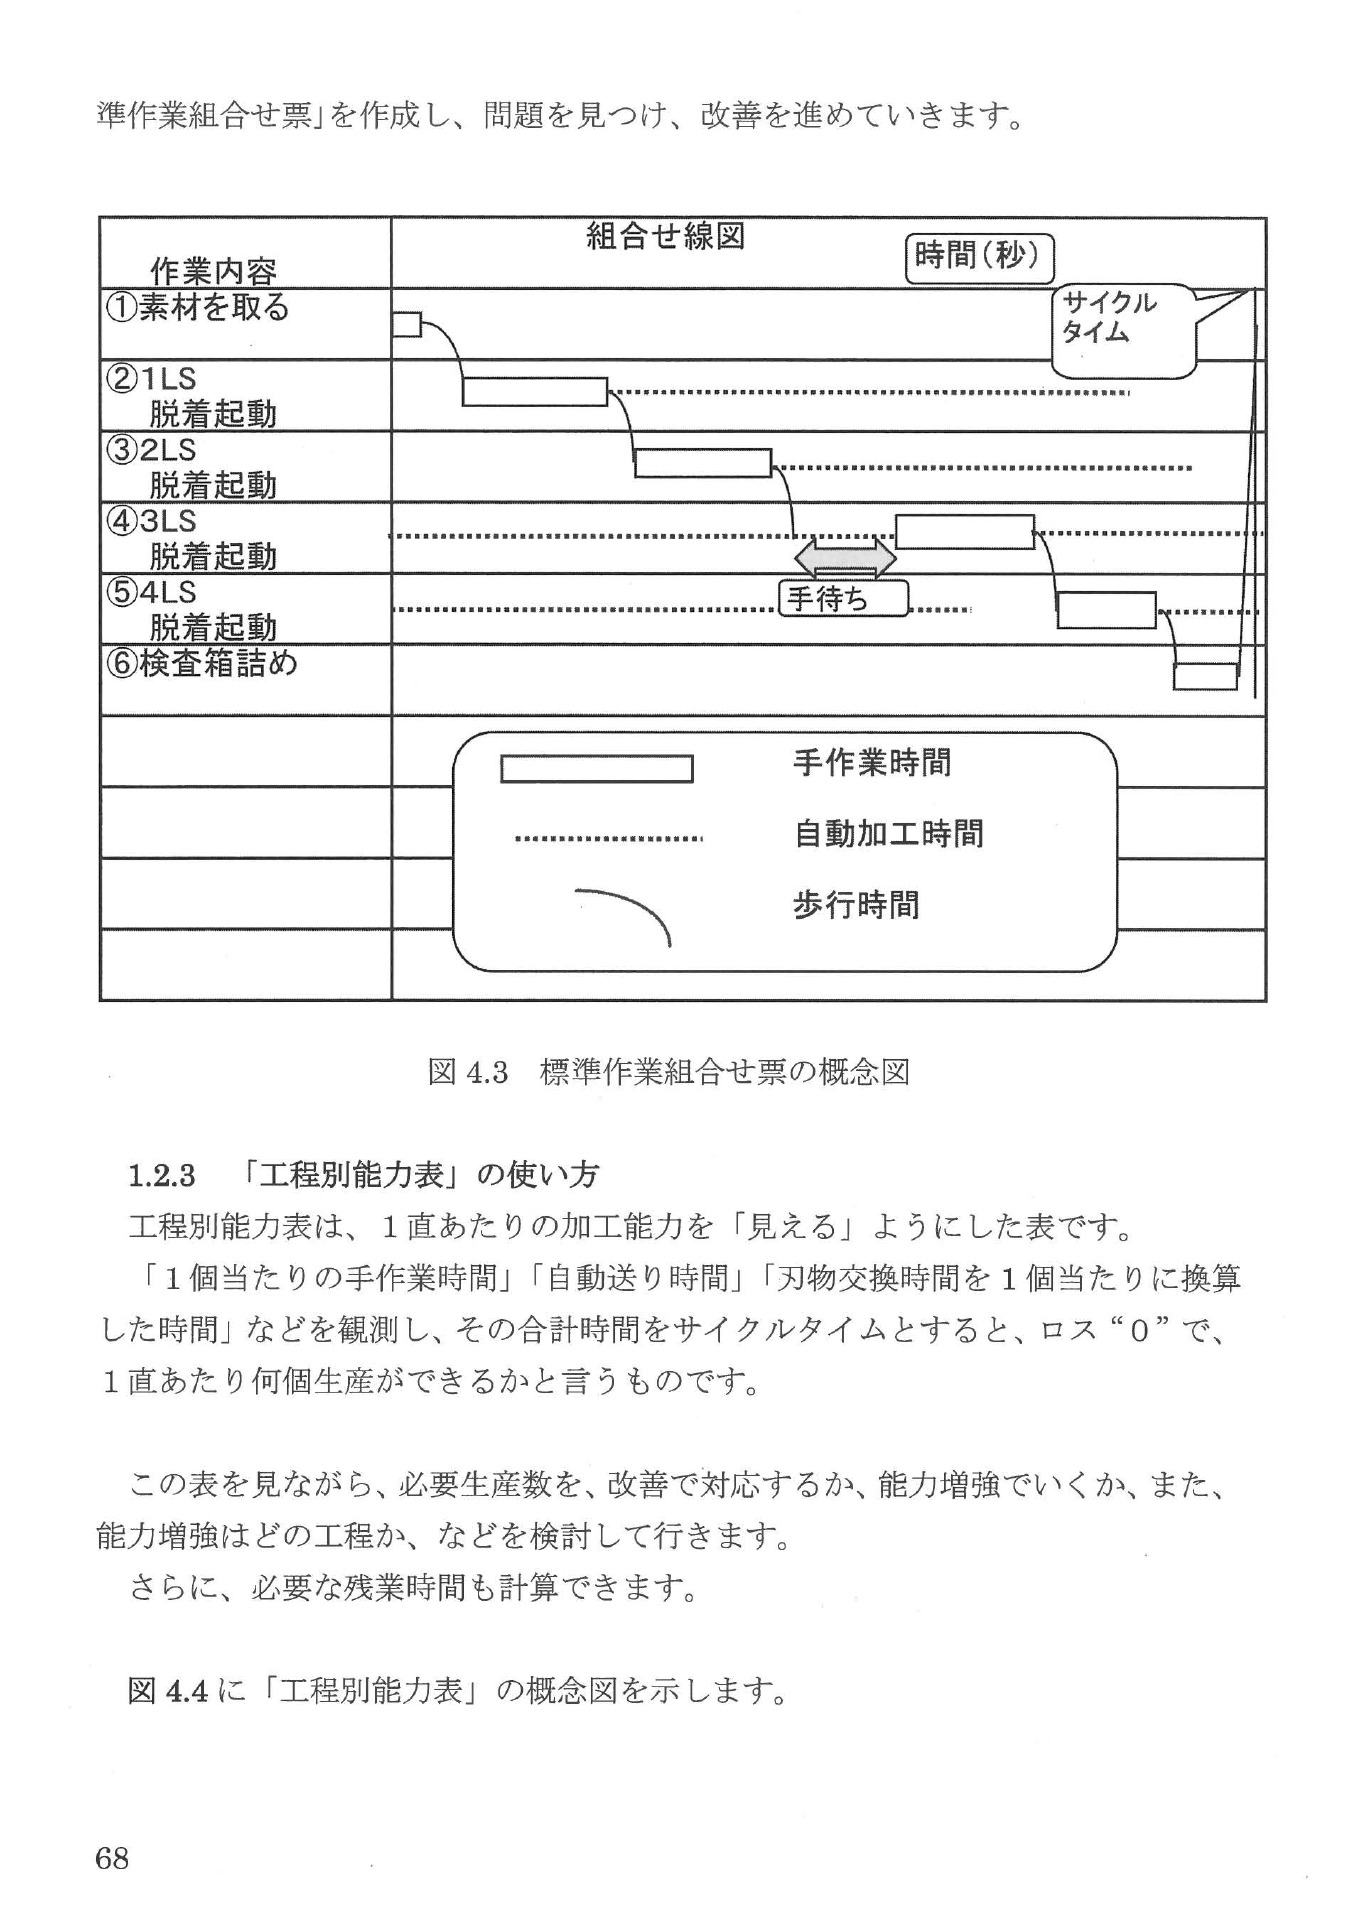 準作業組合せ票」を作成し、問題を見つけ、改善を進めていきます。
組合せ線図
時間(秒)
作業内容
①素材を取る
サイクル
タイム
②1LS
脱着起動
③2LS
脱着起動
④3LS
脱着起動
⑤4LS
手待ち
脱着起動
⑥検査箱詰め
手作業時間
自動加工時間
歩行時間
図 4.3　標準作業組合せ票の概念図
1.2.3　「工程別能力表」の使い方
工程別能力表は、１直あたりの加工能力を「見える」ようにした表です。
「１個当たりの手作業時間」「自動送り時間」「刃物交換時間を１個当たりに換算
した時間」などを観測し、その合計時間をサイクルタイムとすると、ロス“０”で、
１直あたり何個生産ができるかと言うものです。
この表を見ながら、必要生産数を、改善で対応するか、能力増強でいくか、また、
能力増強はどの工程か、などを検討して行きます。
さらに、必要な残業時間も計算できます。
図 4.4 に「工程別能力表」の概念図を示します。
68